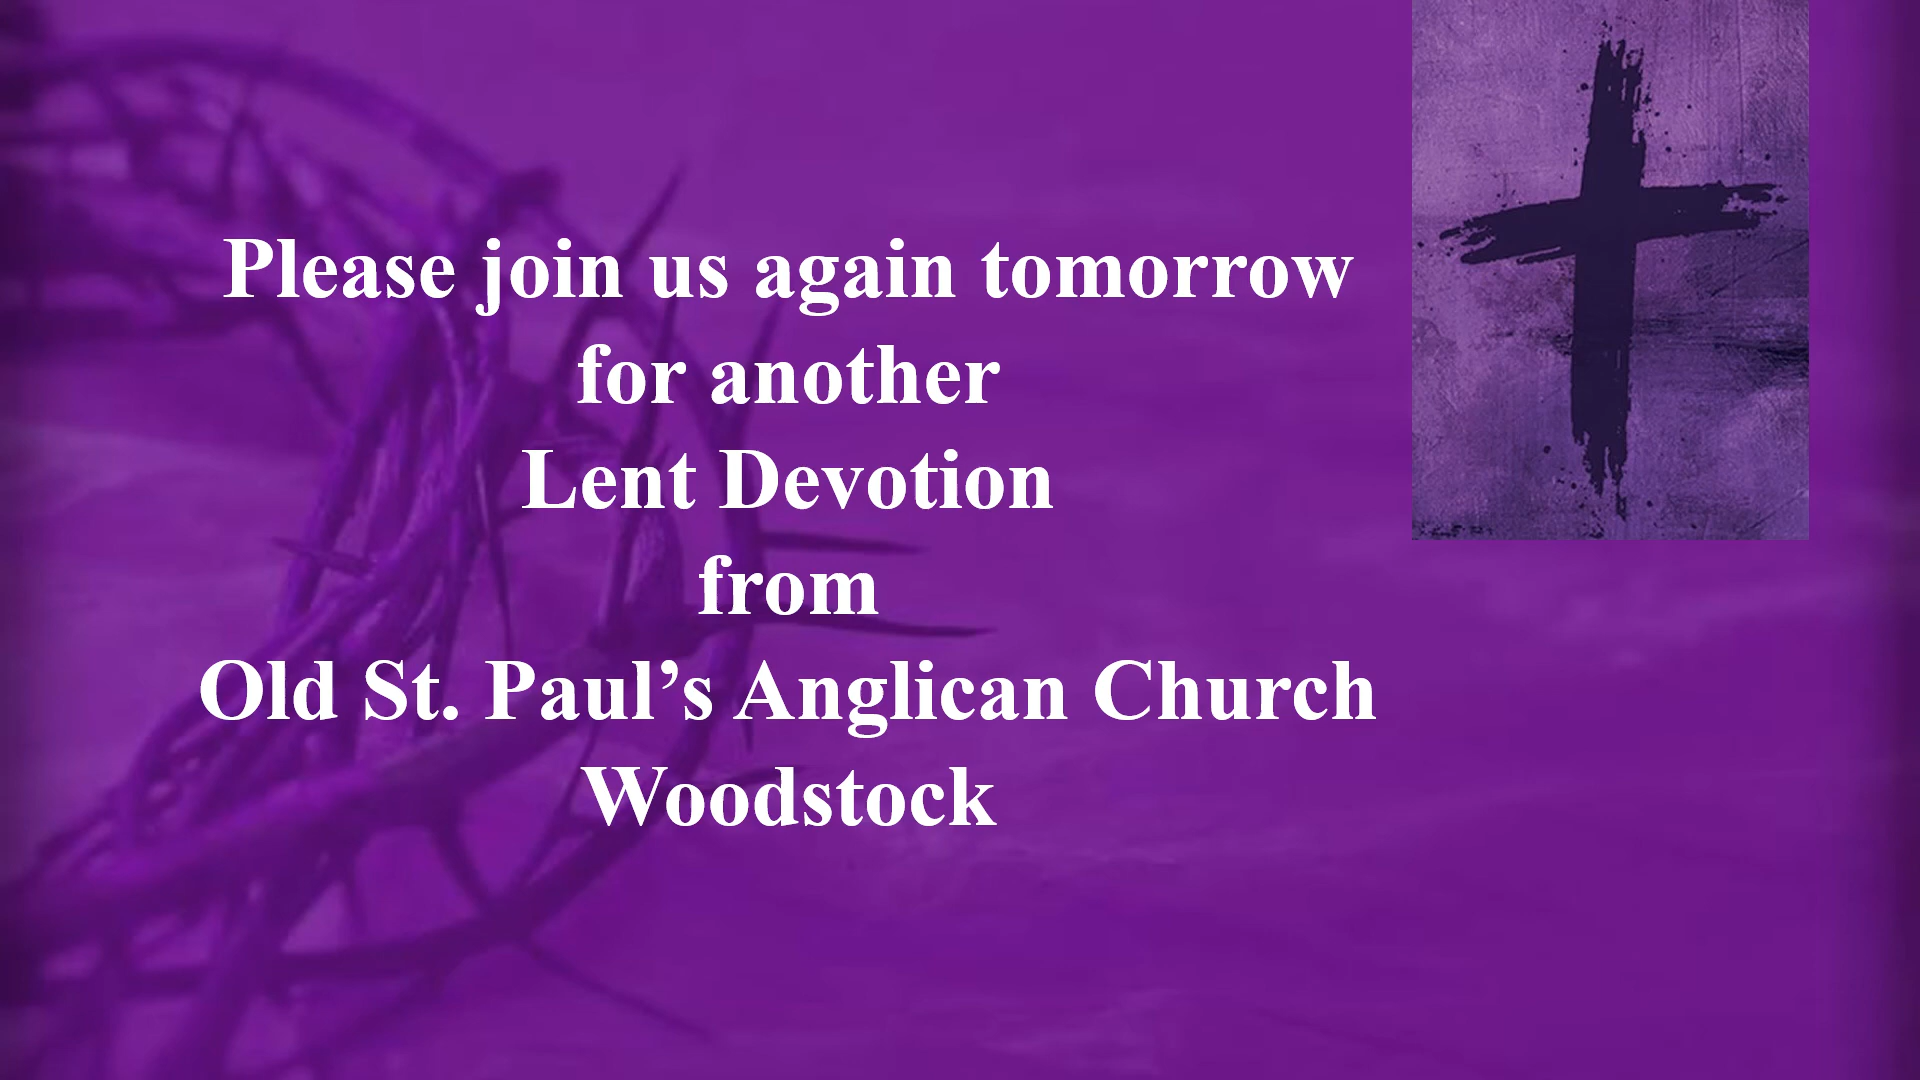 Please join us again tomorrow
for another
Lent Devotion
from
Old St. Paul’s Anglican Church
Woodstock